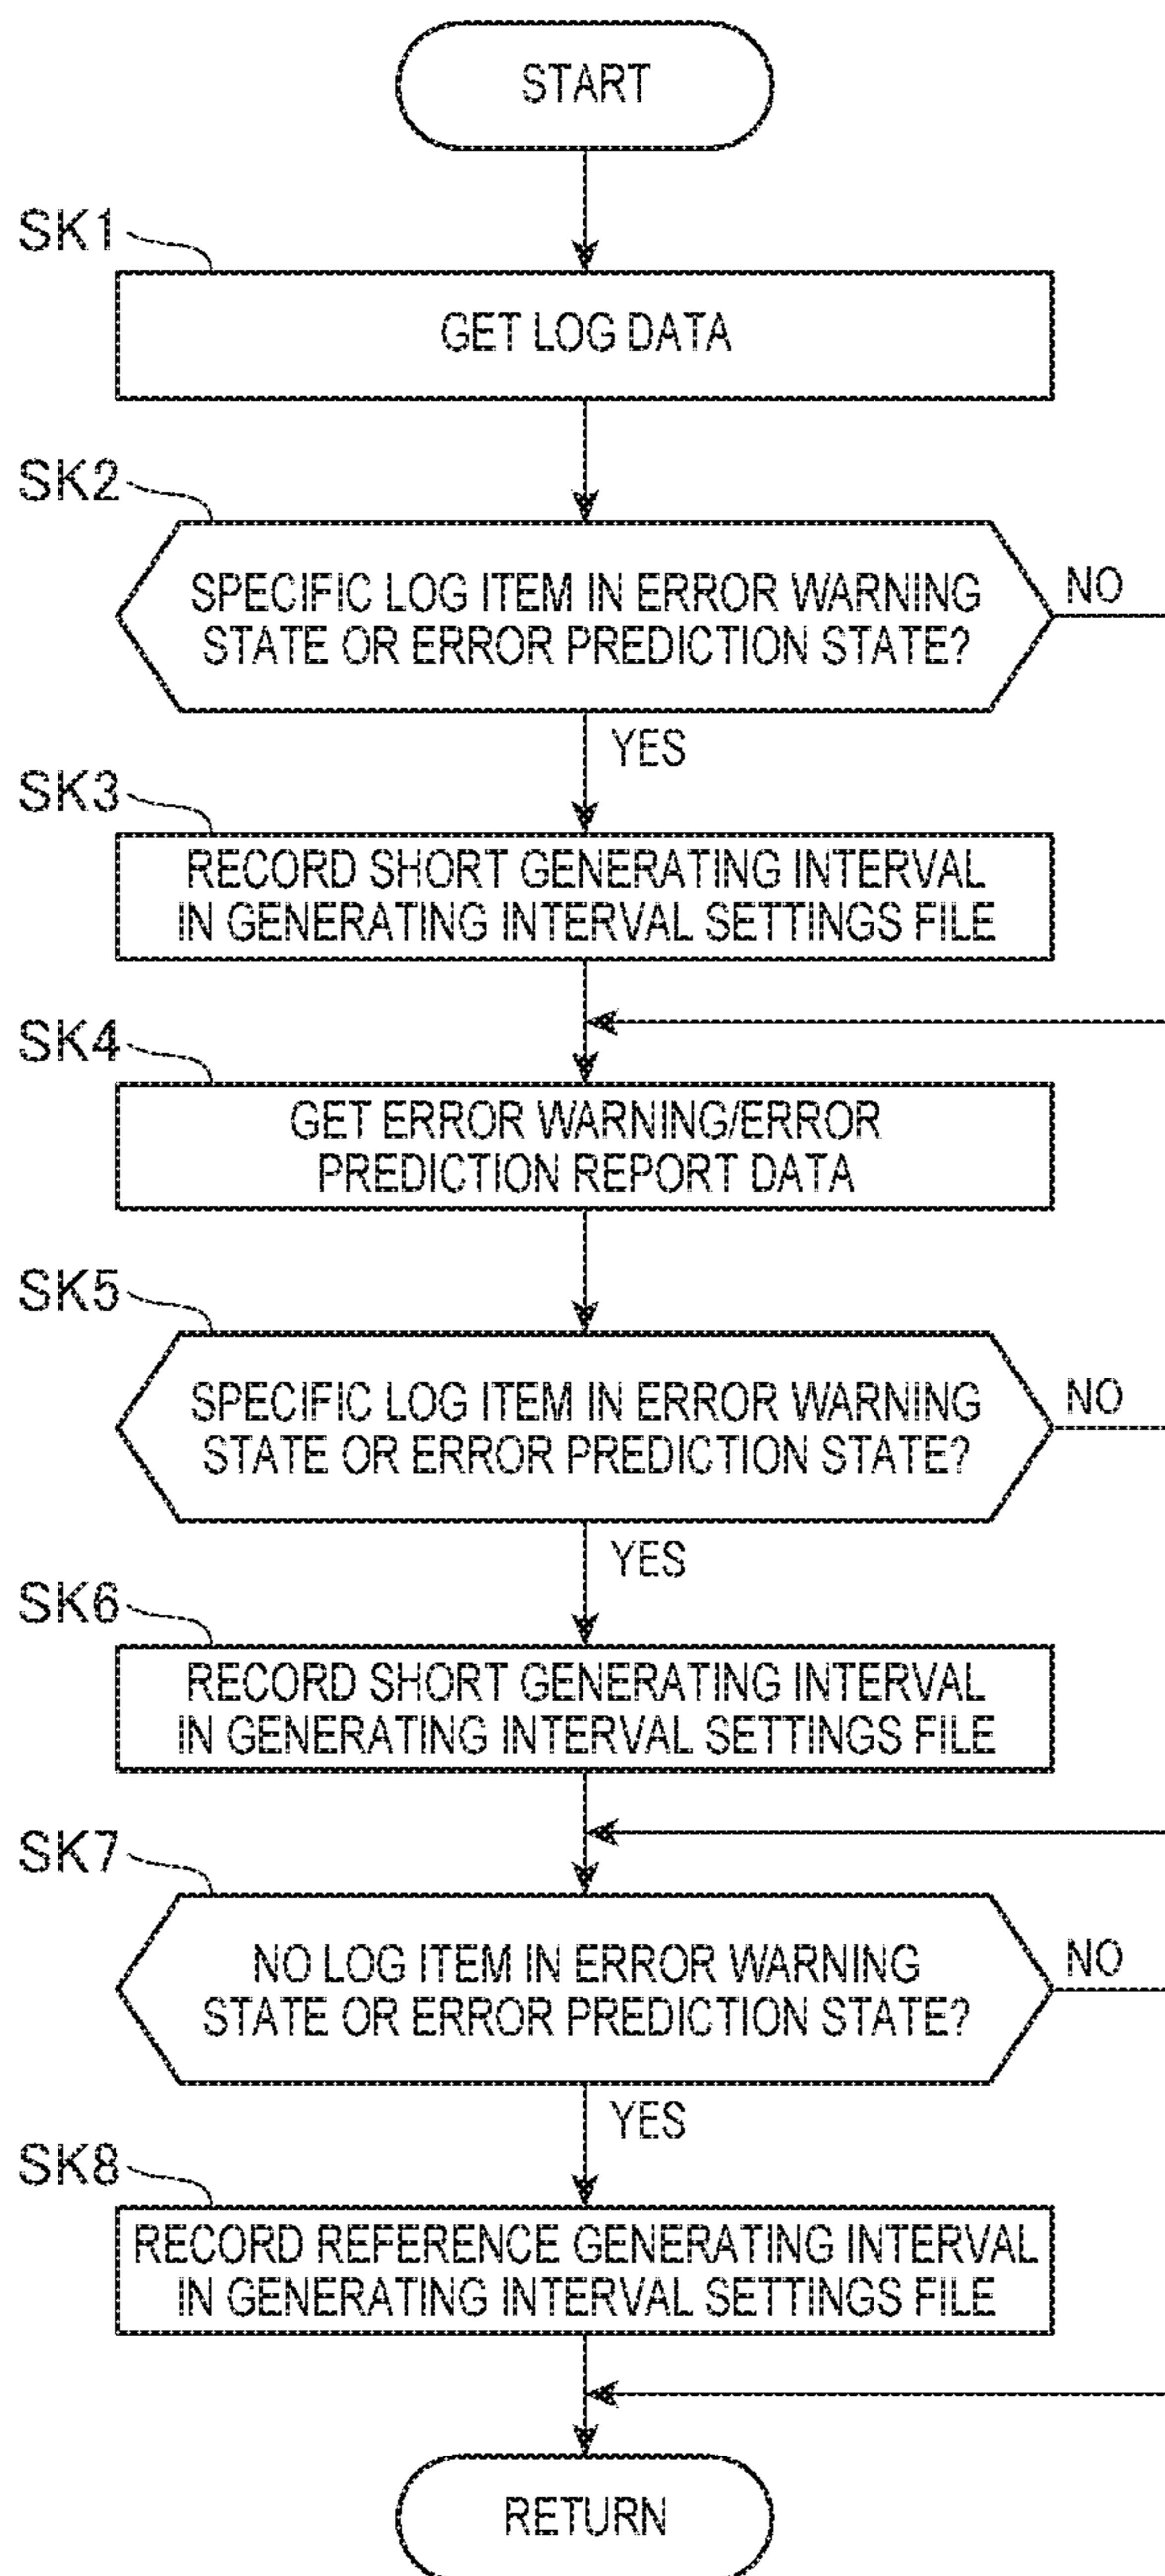 START
SK1
GET LOG DATA
SK2
SPECIFIC LOG ITEM IN ERROR WARNING
STATE OR ERROR PREDICTION STATE?
NO
YES
SK3
RECORD SHORT GENERATING INTERVAL
IN GENERATING INTERVAL SETTINGS FILE
SK4
GET ERROR WARNING/ERROR
PREDICTION REPORT DATA
SK5
SPECIFIC LOG ITEM IN ERROR WARNING
STATE OR ERROR PREDICTION STATE?
NO
YES
SK6
RECORD SHORT GENERATING INTERVAL
IN GENERATING INTERVAL SETTINGS FILE
SK7
NO LOG ITEM IN ERROR WARNING
STATE OR ERROR PREDICTION STATE?
NO
YES
SK8
RECORD REFERENCE GENERATING INTERVAL
IN GENERATING INTERVAL SETTINGS FILE
RETURN